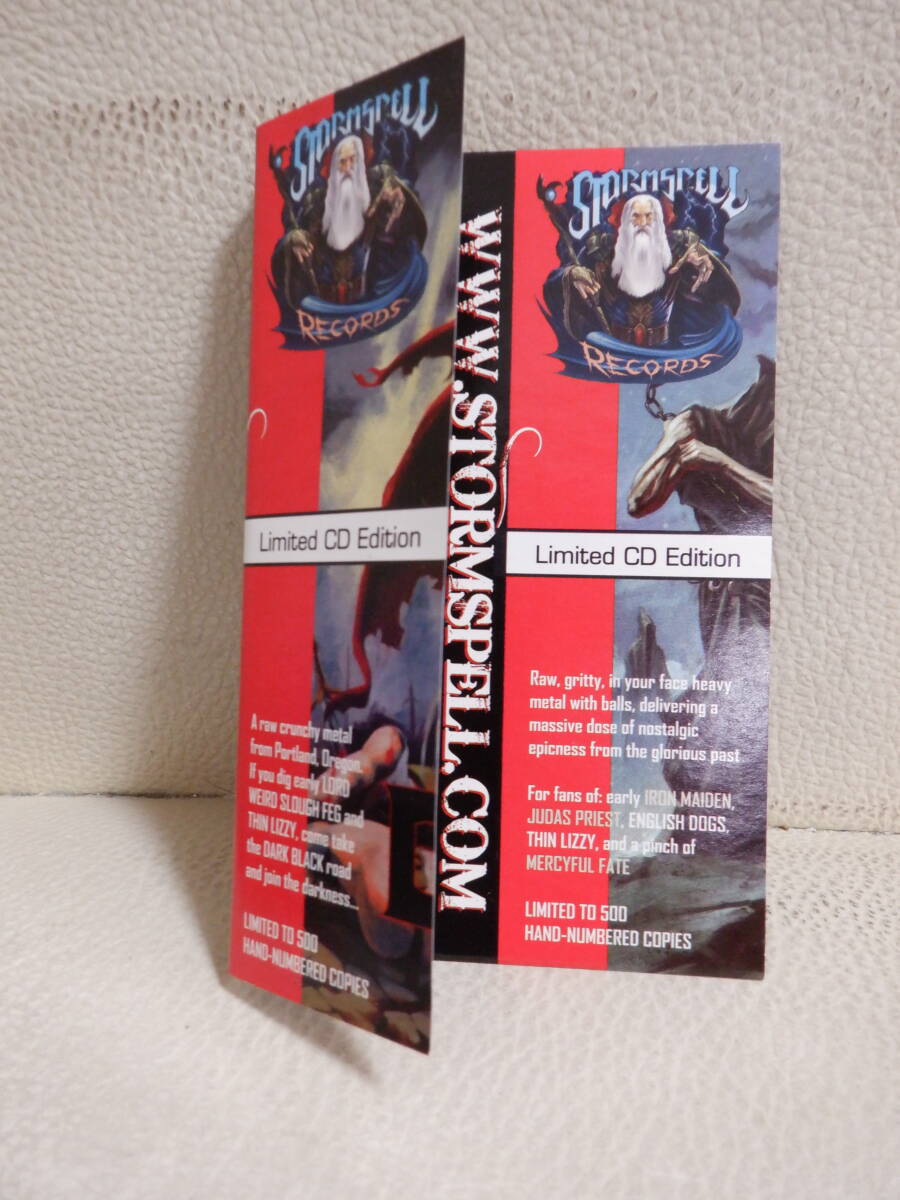 STORMSPELL
RECORDS
Limited CD Edition
A raw crunchy metal
from Portland, Oregon.
If you dig early LORD
WEIRD SLOUGH FEG and
THIN LIZZY, come take
the DARK BLACK road
and join the darkness...
LIMITED TO 500
HAND-NUMBERED COPIES
WWW.STORMSPELL.COM
STORMSPELL
RECORDS
Limited CD Edition
Raw, gritty, in your face heavy
metal with balls, delivering a
massive dose of nostalgic
epicness from the glorious past
For fans of: early IRON MAIDEN,
JUDAS PRIEST, ENGLISH DOGS,
THIN LIZZY, and a pinch of
MERCYFUL FATE
LIMITED TO 500
HAND-NUMBERED COPIES